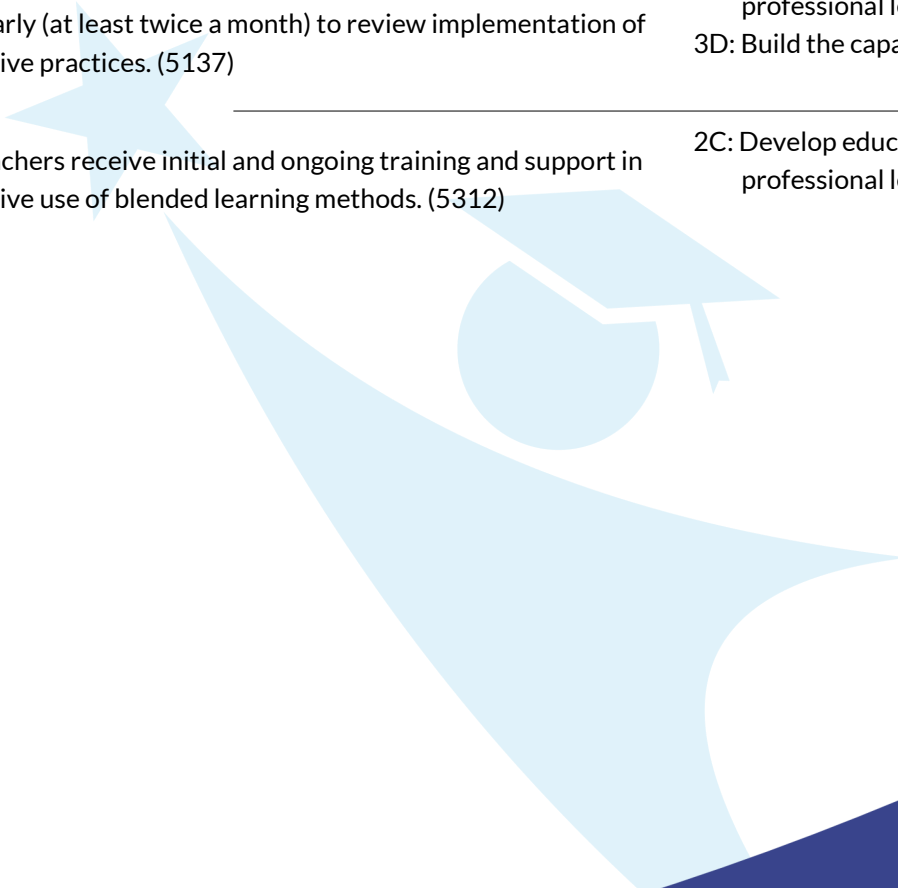 arly (at least twice a month) to review implementation of
ive practices. (5137)
chers receive initial and ongoing training and support in
ive use of blended learning methods. (5312)
professional l
3D: Build the capa
2C: Develop educ
professional l